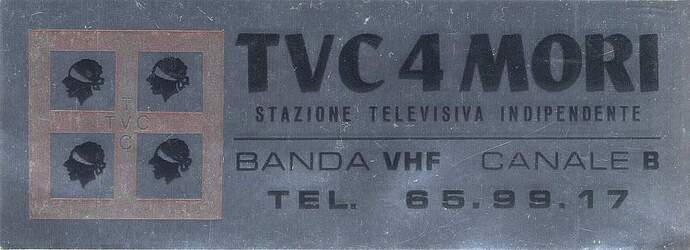 TVC 4 MORI
STAZIONE TELEVISIVA INDIPENDENTE
BANDA VHF CANALE B
TEL. 65.99.17
T
TVC
C